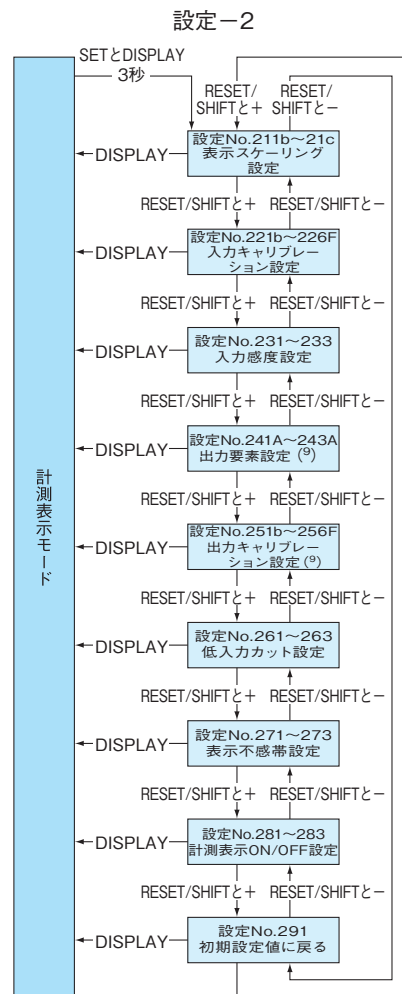 設定－2
SETとDISPLAY
3秒
RESET/
SHIFTと＋
RESET/
SHIFTと－
計測表示モード
設定No.211b～21c
表示スケーリング
設定
DISPLAY
RESET/SHIFTと＋ RESET/SHIFTと－
設定No.221b～226F
入力キャリブレー
ション設定
DISPLAY
RESET/SHIFTと＋ RESET/SHIFTと－
設定No.231～233
入力感度設定
DISPLAY
RESET/SHIFTと＋ RESET/SHIFTと－
設定No.241A～243A
出力要素設定(9)
DISPLAY
RESET/SHIFTと＋ RESET/SHIFTと－
設定No.251b～256F
出力キャリブレー
ション設定(9)
DISPLAY
RESET/SHIFTと＋ RESET/SHIFTと－
設定No.261～263
低入力カット設定
DISPLAY
RESET/SHIFTと＋ RESET/SHIFTと－
設定No.271～273
表示不感帯設定
DISPLAY
RESET/SHIFTと＋ RESET/SHIFTと－
設定No.281～283
計測表示ON/OFF設定
DISPLAY
RESET/SHIFTと＋ RESET/SHIFTと－
設定No.291
初期設定値に戻る
DISPLAY